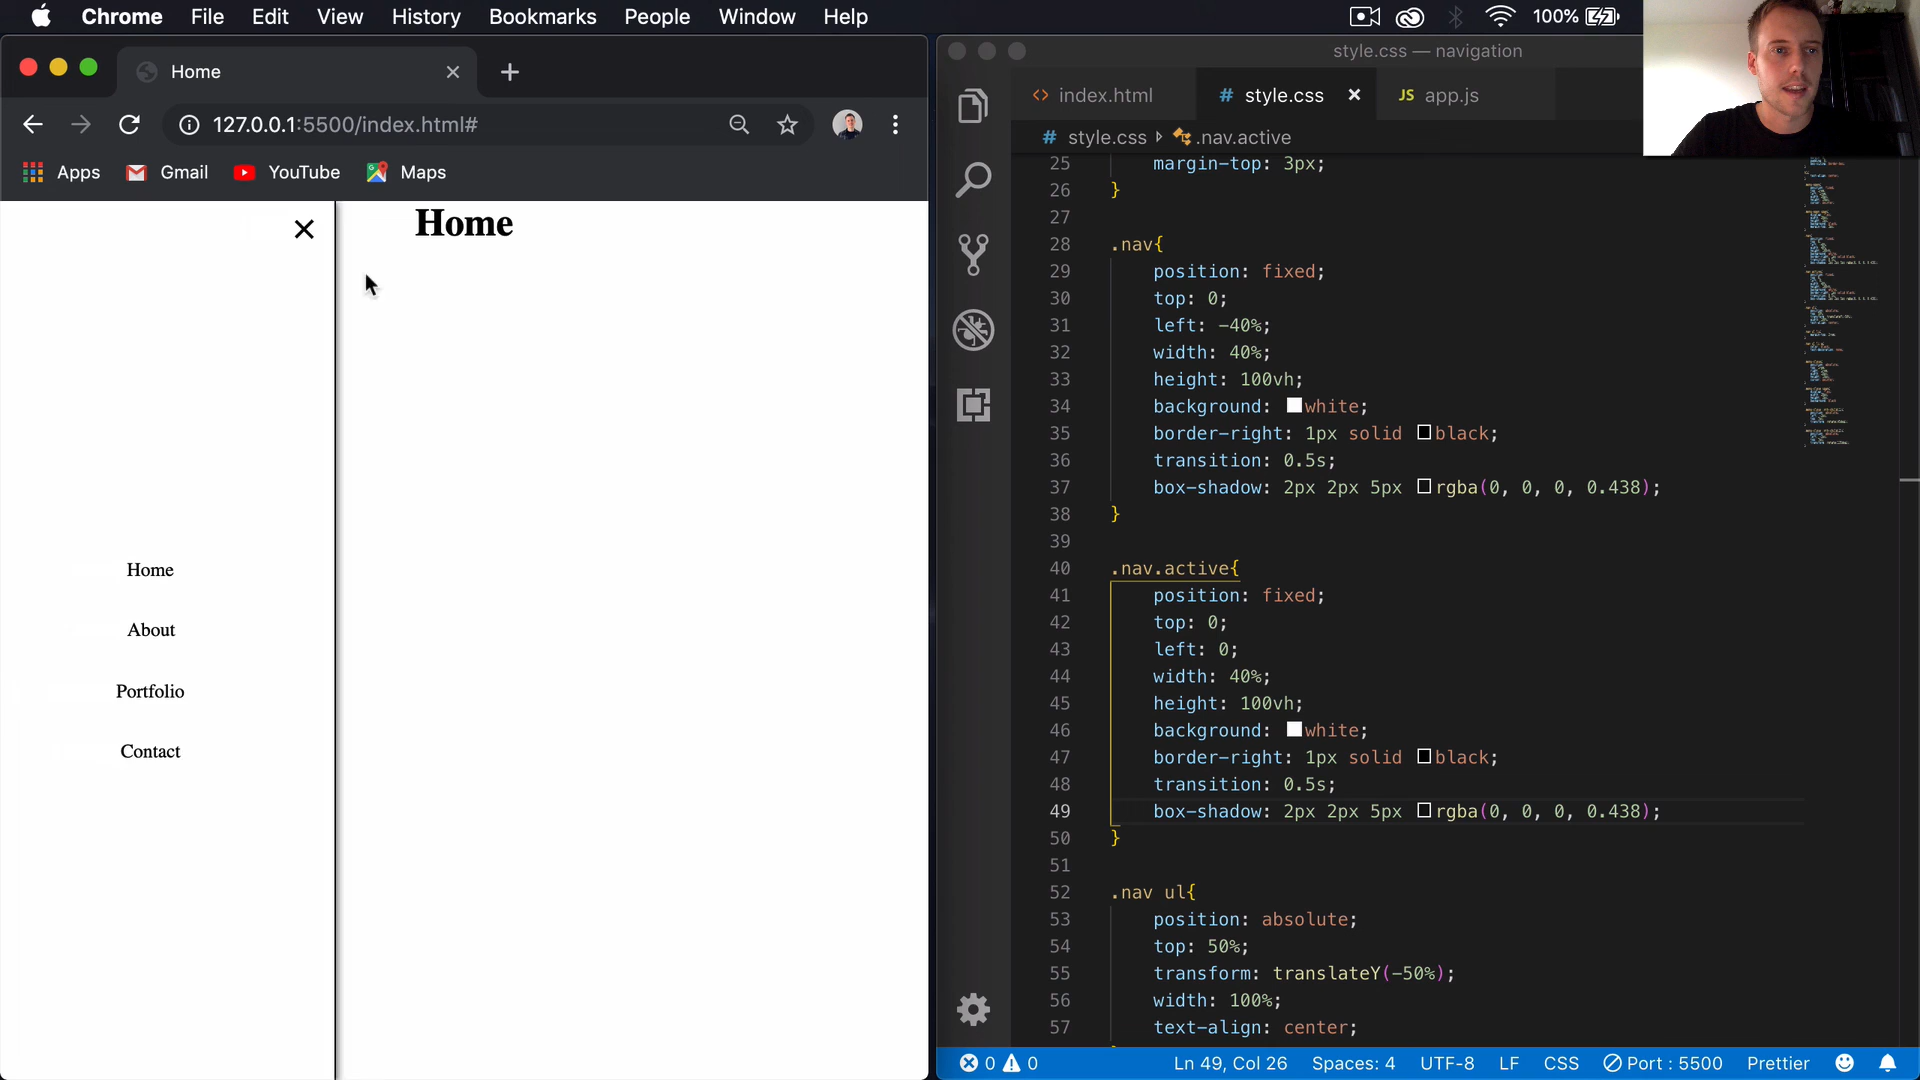 Chrome File Edit View History Bookmarks People Window Help 100%
Home
127.0.0.1:5500/index.html#
Apps Gmail YouTube Maps
Home
Home
About
Portfolio
Contact
style.css — navigation
<> index.html # style.css JS app.js
# style.css .nav.active
25 margin-top: 3px;
26 }
27
28 .nav{
29 position: fixed;
30 top: 0;
31 left: -40%;
32 width: 40%;
33 height: 100vh;
34 background: white;
35 border-right: 1px solid black;
36 transition: 0.5s;
37 box-shadow: 2px 2px 5px rgba(0, 0, 0, 0.438);
38 }
39
40 .nav.active{
41 position: fixed;
42 top: 0;
43 left: 0;
44 width: 40%;
45 height: 100vh;
46 background: white;
47 border-right: 1px solid black;
48 transition: 0.5s;
49 box-shadow: 2px 2px 5px rgba(0, 0, 0, 0.438);
50 }
51
52 .nav ul{
53 position: absolute;
54 top: 50%;
55 transform: translateY(-50%);
56 width: 100%;
57 text-align: center;
0 0 Ln 49, Col 26 Spaces: 4 UTF-8 LF CSS Port : 5500 Prettier